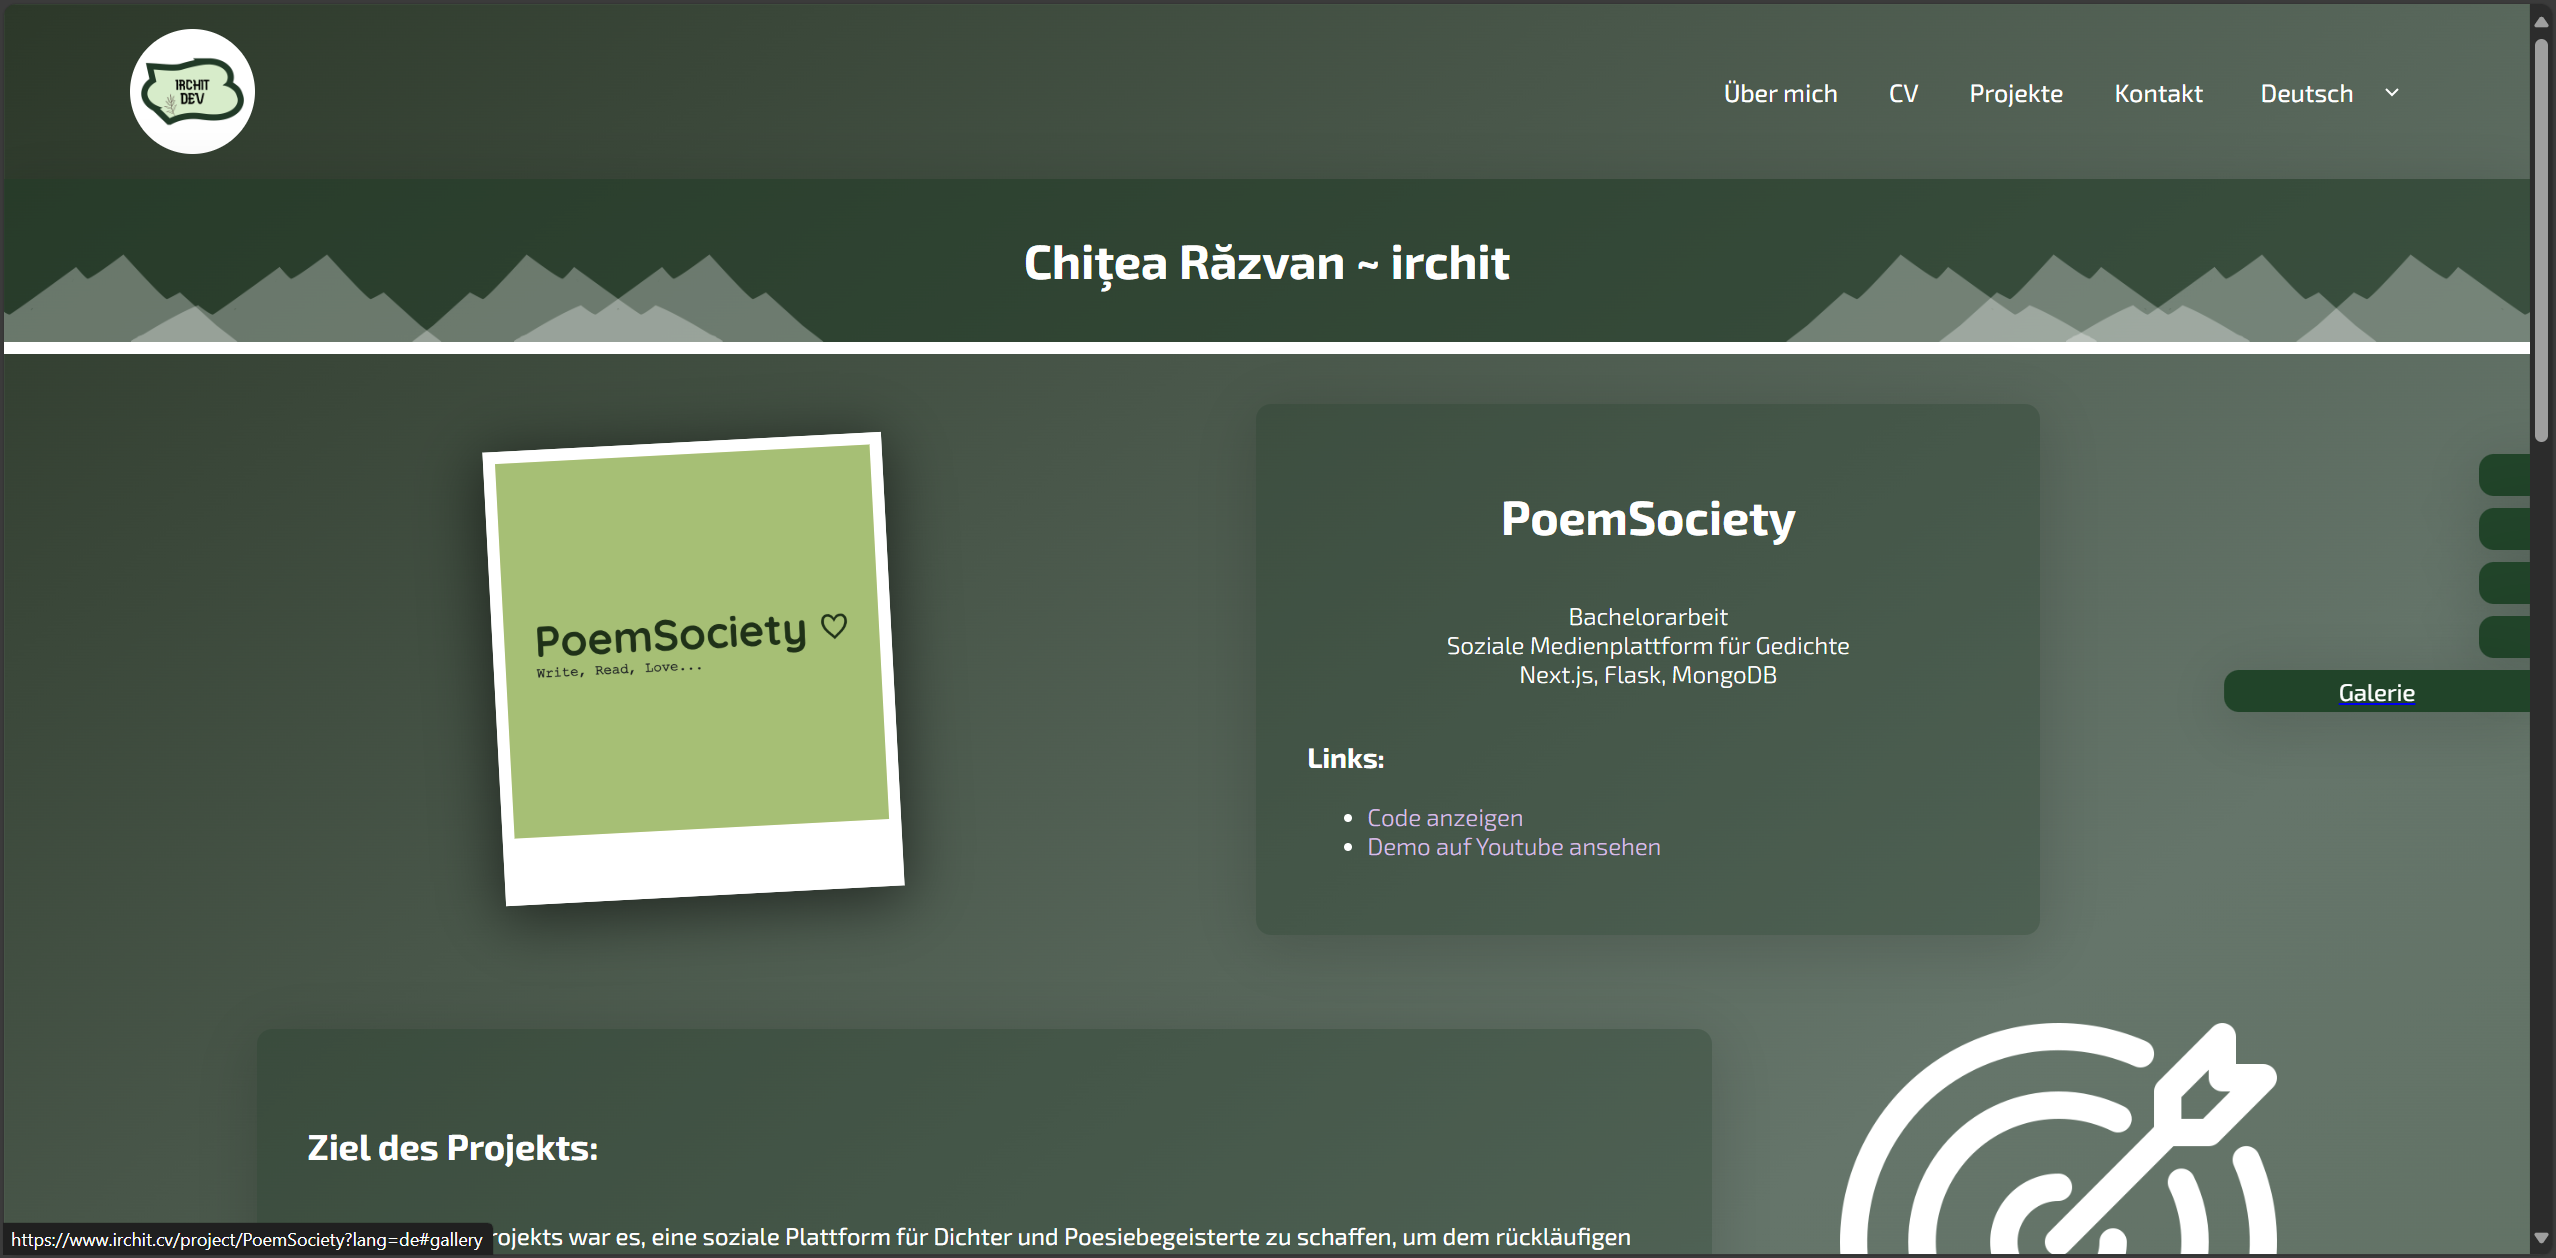 IRCHIT
DEV
Über mich
CV
Projekte
Kontakt
Deutsch
Chițea Răzvan ~ irchit
PoemSociety ♡
Write, Read, Love...
PoemSociety
Bachelorarbeit
Soziale Medienplattform für Gedichte
Next.js, Flask, MongoDB
Links:
Code anzeigen
Demo auf Youtube ansehen
Galerie
Ziel des Projekts:
war es, eine soziale Plattform für Dichter und Poesiebegeisterte zu schaffen, um dem rückläufigen
https://www.irchit.cv/project/PoemSociety?lang=de#gallery